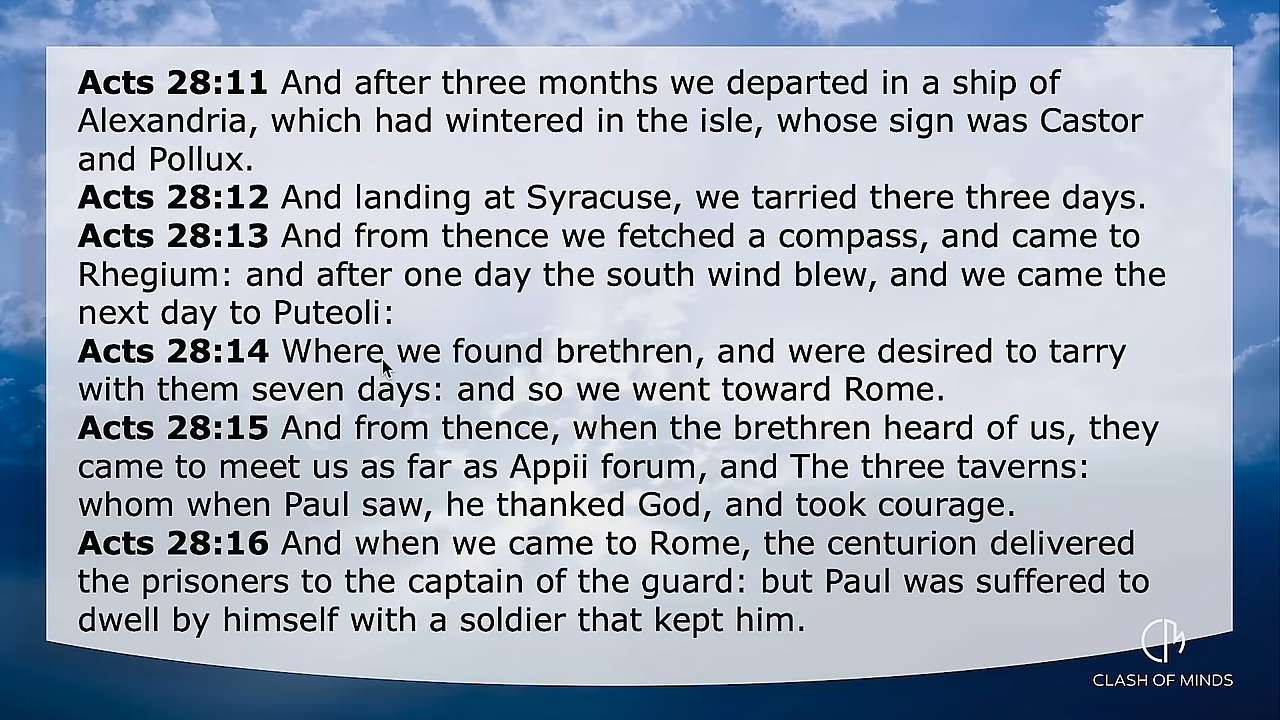 Acts 28:11 And after three months we departed in a ship of
Alexandria, which had wintered in the isle, whose sign was Castor
and Pollux.
Acts 28:12 And landing at Syracuse, we tarried there three days.
Acts 28:13 And from thence we fetched a compass, and came to
Rhegium: and after one day the south wind blew, and we came the
next day to Puteoli:
Acts 28:14 Where we found brethren, and were desired to tarry
with them seven days: and so we went toward Rome.
Acts 28:15 And from thence, when the brethren heard of us, they
came to meet us as far as Appii forum, and The three taverns:
whom when Paul saw, he thanked God, and took courage.
Acts 28:16 And when we came to Rome, the centurion delivered
the prisoners to the captain of the guard: but Paul was suffered to
dwell by himself with a soldier that kept him.
CLASH OF MINDS